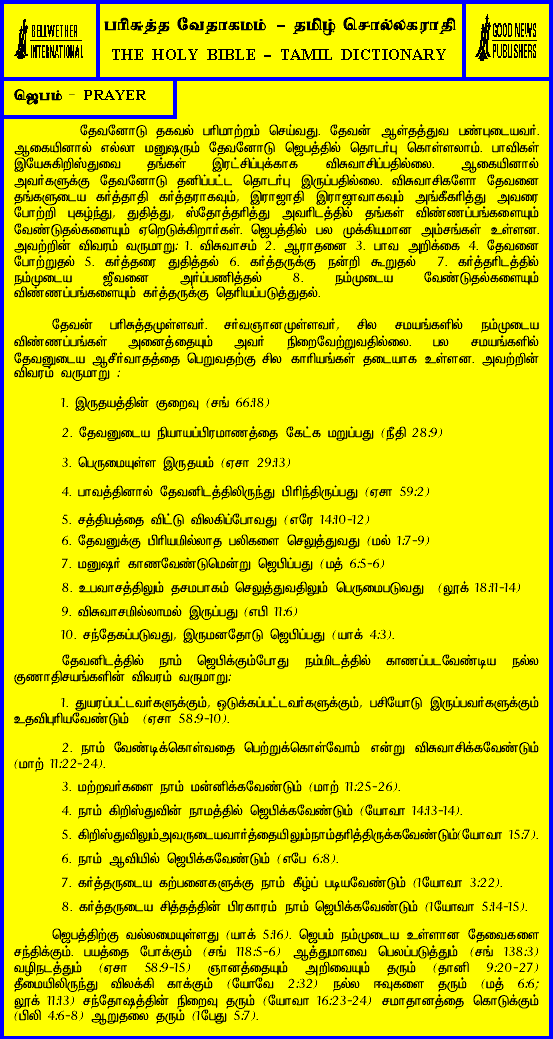 BELLWETHER
INTERNATIONAL
பரிசுத்த வேதாகமம் - தமிழ் சொல்லகராதி
THE HOLY BIBLE - TAMIL DICTIONARY
GOOD NEWS
PUBLISHERS
ஜெபம் - PRAYER
தேவனோடு தகவல் பரிமாற்றம் செய்வது. தேவன் ஆள்தத்துவ பண்புடையவர்.
ஆகையினால் எல்லா மனுஷரும் தேவனோடு ஜெபத்தில் தொடர்பு கொள்ளலாம். பாவிகள்
இயேசுகிறிஸ்துவை தங்கள் இரட்சிப்புக்காக விசுவாசிப்பதில்லை. ஆகையினால்
அவர்களுக்கு தேவனோடு தனிப்பட்ட தொடர்பு இருப்பதில்லை. விசுவாசிகளோ தேவனை
தங்களுடைய கர்த்தாதி கர்த்தராகவும், இராஜாதி இராஜாவாகவும் அங்கீகரித்து அவரை
போற்றி புகழ்ந்து, துதித்து, ஸ்தோத்தரித்து அவரிடத்தில் தங்கள் விண்ணப்பங்களையும்
வேண்டுதல்களையும் ஏறெடுக்கிறார்கள். ஜெபத்தில் பல முக்கியமான அம்சங்கள் உள்ளன.
அவற்றின் விவரம் வருமாறு: 1. விசுவாசம் 2. ஆராதனை 3. பாவ அறிக்கை 4. தேவனை
போற்றுதல் 5. கர்த்தரை துதித்தல் 6. கர்த்தருக்கு நன்றி கூறுதல் 7. கர்த்தரிடத்தில்
நம்முடைய ஜீவனை அர்ப்பணித்தல் 8. நம்முடைய வேண்டுதல்களையும்
விண்ணப்பங்களையும் கர்த்தருக்கு தெரியப்படுத்துதல்.
தேவன் பரிசுத்தமுள்ளவர். சர்வஞானமுள்ளவர், சில சமயங்களில் நம்முடைய
விண்ணப்பங்கள் அனைத்தையும் அவர் நிறைவேற்றுவதில்லை. பல சமயங்களில்
தேவனுடைய ஆசீர்வாதத்தை பெறுவதற்கு சில காரியங்கள் தடையாக உள்ளன. அவற்றின்
விவரம் வருமாறு :
1. இருதயத்தின் குறைவு (சங் 66:18)
2. தேவனுடைய நியாயப்பிரமாணத்தை கேட்க மறுப்பது (நீதி 28:9)
3. பெருமையுள்ள இருதயம் (ஏசா 29:13)
4. பாவத்தினால் தேவனிடத்திலிருந்து பிரிந்திருப்பது (ஏசா 59:2)
5. சத்தியத்தை விட்டு விலகிப்போவது (எரே 14:10-12)
6. தேவனுக்கு பிரியமில்லாத பலிகளை செலுத்துவது (மல் 1:7-9)
7. மனுஷர் காணவேண்டுமென்று ஜெபிப்பது (மத் 6:5-6)
8. உபவாசத்திலும் தசமபாகம் செலுத்துவதிலும் பெருமைபடுவது (லூக் 18:11-14)
9. விசுவாசமில்லாமல் இருப்பது (எபி 11:6)
10. சந்தேகப்படுவது, இருமனதோடு ஜெபிப்பது (யாக் 4:3).
தேவனிடத்தில் நாம் ஜெபிக்கும்போது நம்மிடத்தில் காணப்படவேண்டிய நல்ல
குணாதிசயங்களின் விவரம் வருமாறு:
1. துயரப்பட்டவர்களுக்கும், ஒடுக்கப்பட்டவர்களுக்கும், பசியோடு இருப்பவர்களுக்கும்
உதவிபுரியவேண்டும் (ஏசா 58:9-10).
2. நாம் வேண்டிக்கொள்வதை பெற்றுக்கொள்வோம் என்று விசுவாசிக்கவேண்டும்
(மாற் 11:22-24).
3. மற்றவர்களை நாம் மன்னிக்கவேண்டும் (மாற் 11:25-26).
4. நாம் கிறிஸ்துவின் நாமத்தில் ஜெபிக்கவேண்டும் (யோவா 14:13-14).
5. கிறிஸ்துவிலும்அவருடையவார்த்தையிலும்நாம்தரித்திருக்கவேண்டும்(யோவா 15:7).
6. நாம் ஆவியில் ஜெபிக்கவேண்டும் (எபே 6:8).
7. கர்த்தருடைய கற்பனைகளுக்கு நாம் கீழ்ப் படியவேண்டும் (1யோவா 3:22).
8. கர்த்தருடைய சித்தத்தின் பிரகாரம் நாம் ஜெபிக்கவேண்டும் (1யோவா 5:14-15).
ஜெபத்திற்கு வல்லமையுள்ளது (யாக் 5:16). ஜெபம் நம்முடைய உள்ளான தேவைகளை
சந்திக்கும். பயத்தை போக்கும் (சங் 118:5-6) ஆத்துமாவை பெலப்படுத்தும் (சங் 138:3)
வழிநடத்தும் (ஏசா 58:9-15) ஞானத்தையும் அறிவையும் தரும் (தானி 9:20-27)
தீமையிலிருந்து விலக்கி காக்கும் (யோவே 2:32) நல்ல ஈவுகளை தரும் (மத் 6:6;
லூக் 11:13) சந்தோஷத்தின் நிறைவு தரும் (யோவா 16:23-24) சமாதானத்தை கொடுக்கும்
(பிலி 4:6-8) ஆறுதலை தரும் (1பேது 5:7).